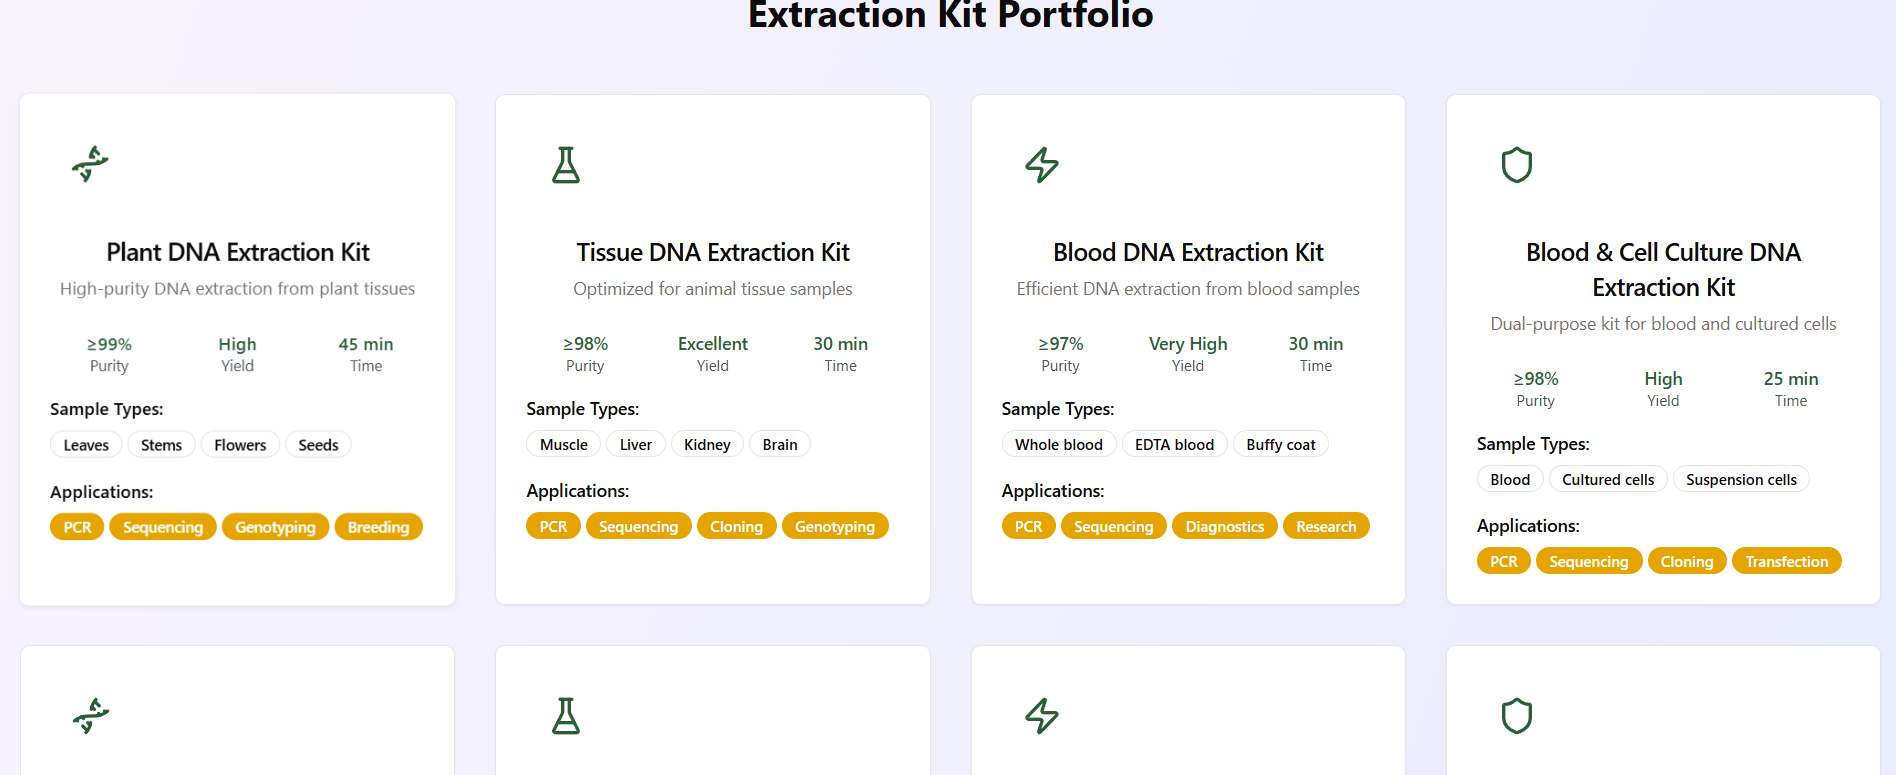 Extraction Kit Portfolio
Plant DNA Extraction Kit
High-purity DNA extraction from plant tissues
≥99% High 45 min
Purity Yield Time
Sample Types:
Leaves Stems Flowers Seeds
Applications:
PCR Sequencing Genotyping Breeding
Tissue DNA Extraction Kit
Optimized for animal tissue samples
≥98% Excellent 30 min
Purity Yield Time
Sample Types:
Muscle Liver Kidney Brain
Applications:
PCR Sequencing Cloning Genotyping
Blood DNA Extraction Kit
Efficient DNA extraction from blood samples
≥97% Very High 30 min
Purity Yield Time
Sample Types:
Whole blood EDTA blood Buffy coat
Applications:
PCR Sequencing Diagnostics Research
Blood & Cell Culture DNA
Extraction Kit
Dual-purpose kit for blood and cultured cells
≥98% High 25 min
Purity Yield Time
Sample Types:
Blood Cultured cells Suspension cells
Applications:
PCR Sequencing Cloning Transfection